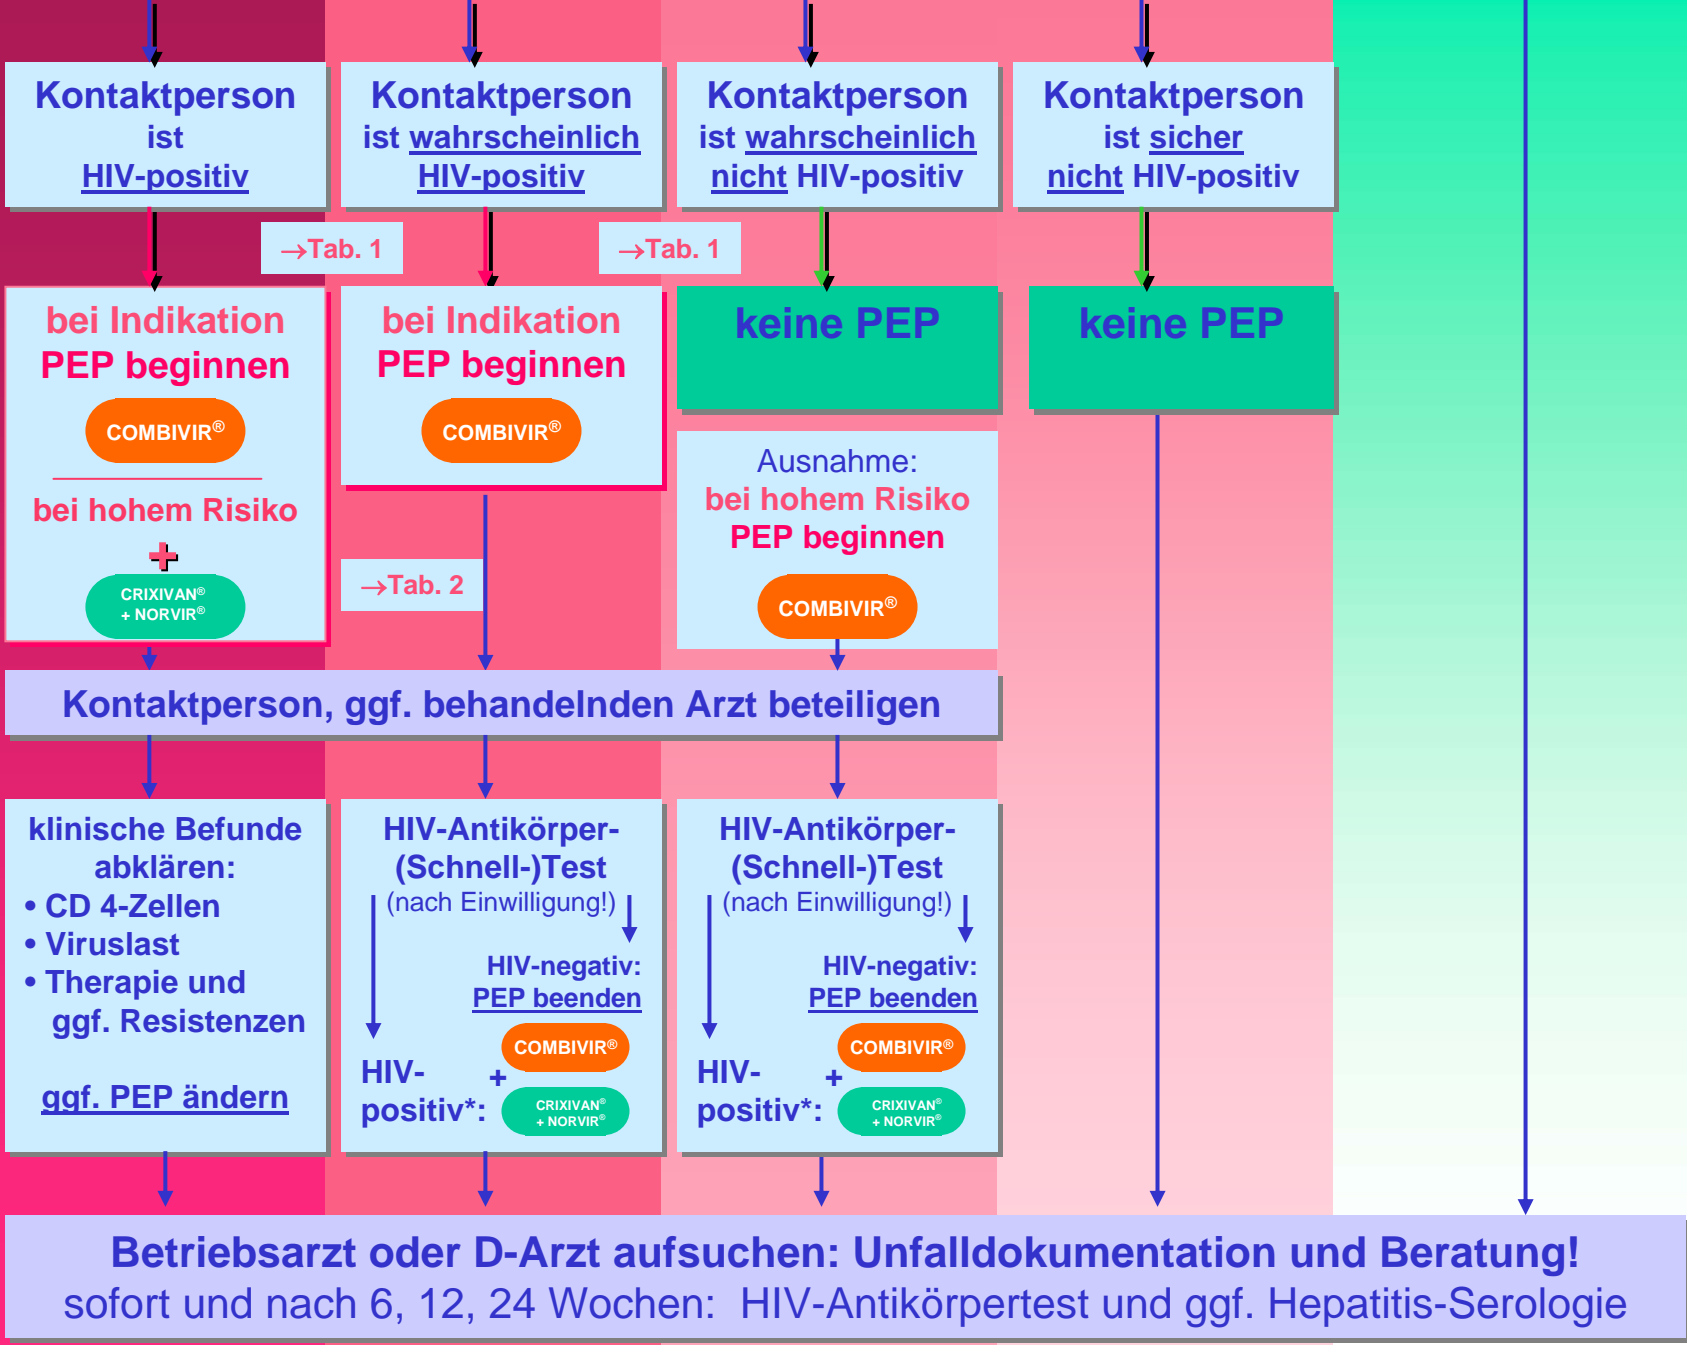 Kontaktperson
ist
HIV-positiv
Kontaktperson
ist wahrscheinlich
HIV-positiv
Kontaktperson
ist wahrscheinlich
nicht HIV-positiv
Kontaktperson
ist sicher
nicht HIV-positiv
→Tab. 1
→Tab. 1
bei Indikation
PEP beginnen
COMBIVIR®
bei hohem Risiko
+
CRIXIVAN®
+ NORVIR®
bei Indikation
PEP beginnen
COMBIVIR®
→Tab. 2
keine PEP
Ausnahme:
bei hohem Risiko
PEP beginnen
COMBIVIR®
keine PEP
Kontaktperson, ggf. behandelnden Arzt beteiligen
klinische Befunde
abklären:
• CD 4-Zellen
• Viruslast
• Therapie und
ggf. Resistenzen
ggf. PEP ändern
HIV-Antikörper-
(Schnell-)Test
(nach Einwilligung!)
HIV-negativ:
PEP beenden
HIV-
positiv*:
COMBIVIR®
+
CRIXIVAN®
+ NORVIR®
HIV-Antikörper-
(Schnell-)Test
(nach Einwilligung!)
HIV-negativ:
PEP beenden
HIV-
positiv*:
COMBIVIR®
+
CRIXIVAN®
+ NORVIR®
Betriebsarzt oder D-Arzt aufsuchen: Unfalldokumentation und Beratung!
sofort und nach 6, 12, 24 Wochen: HIV-Antikörpertest und ggf. Hepatitis-Serologie